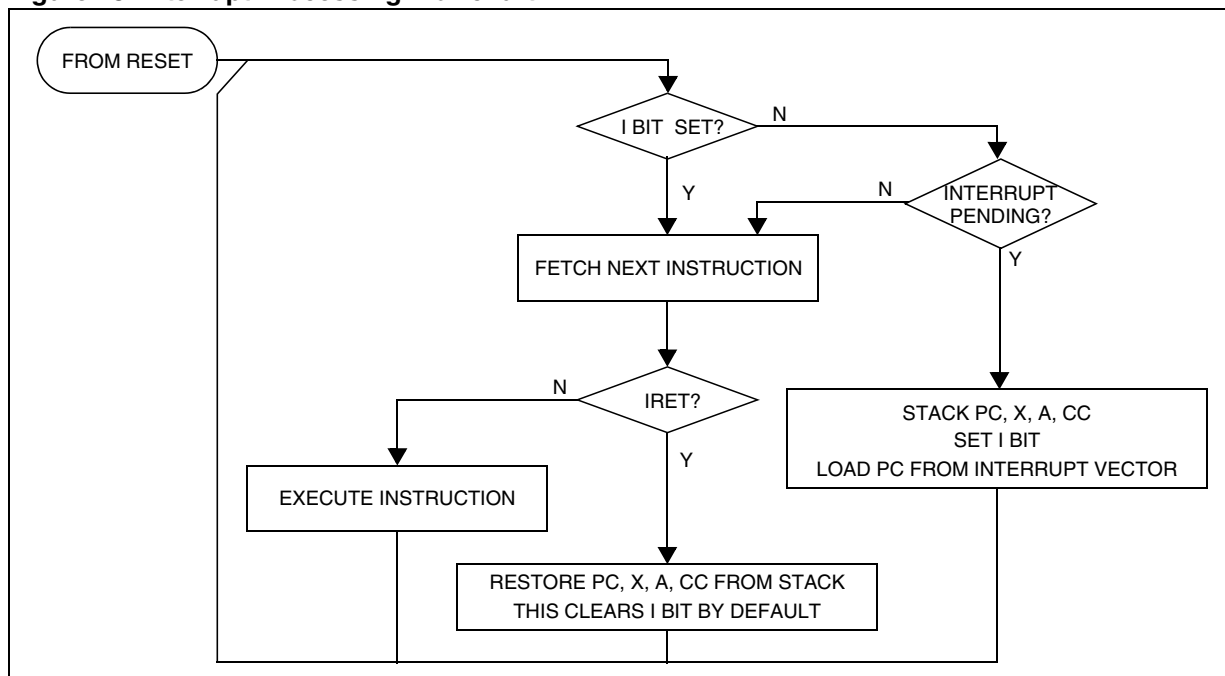 FROM RESET
I BIT SET?
N
Y
N
INTERRUPT
PENDING?
Y
FETCH NEXT INSTRUCTION
N
IRET?
Y
STACK PC, X, A, CC
SET I BIT
LOAD PC FROM INTERRUPT VECTOR
EXECUTE INSTRUCTION
RESTORE PC, X, A, CC FROM STACK
THIS CLEARS I BIT BY DEFAULT